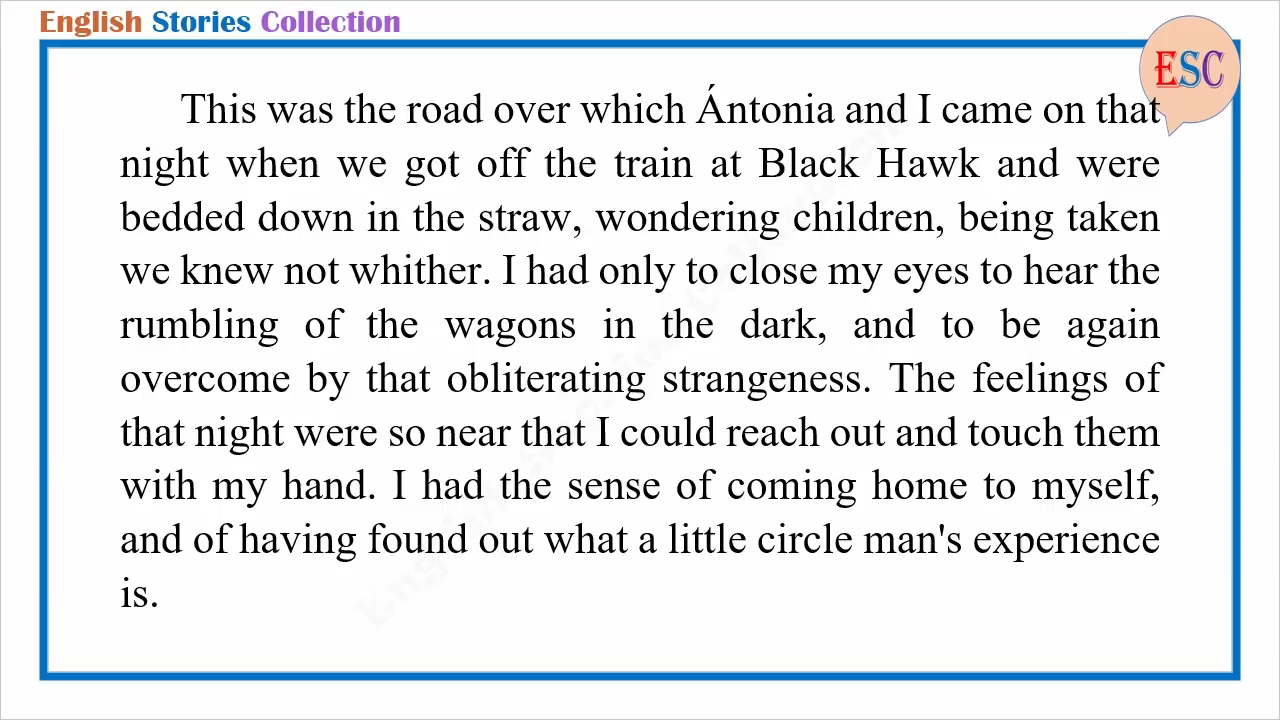 English Stories Collection
ESC
This was the road over which Ántonia and I came on that
night when we got off the train at Black Hawk and were
bedded down in the straw, wondering children, being taken
we knew not whither. I had only to close my eyes to hear the
rumbling of the wagons in the dark, and to be again
overcome by that obliterating strangeness. The feelings of
that night were so near that I could reach out and touch them
with my hand. I had the sense of coming home to myself,
and of having found out what a little circle man's experience
is.